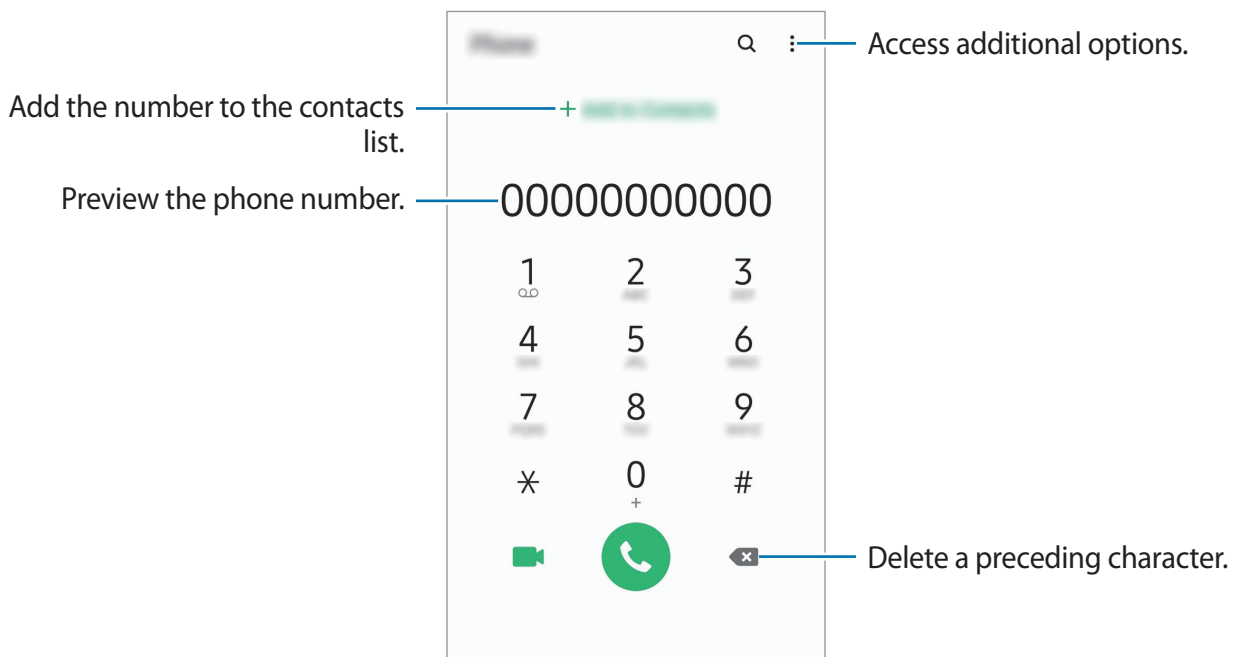 Access additional options.
Add the number to the contacts
list.
Preview the phone number.
00000000000
1 2 3
4 5 6
7 8 9
0 #
+
Delete a preceding character.